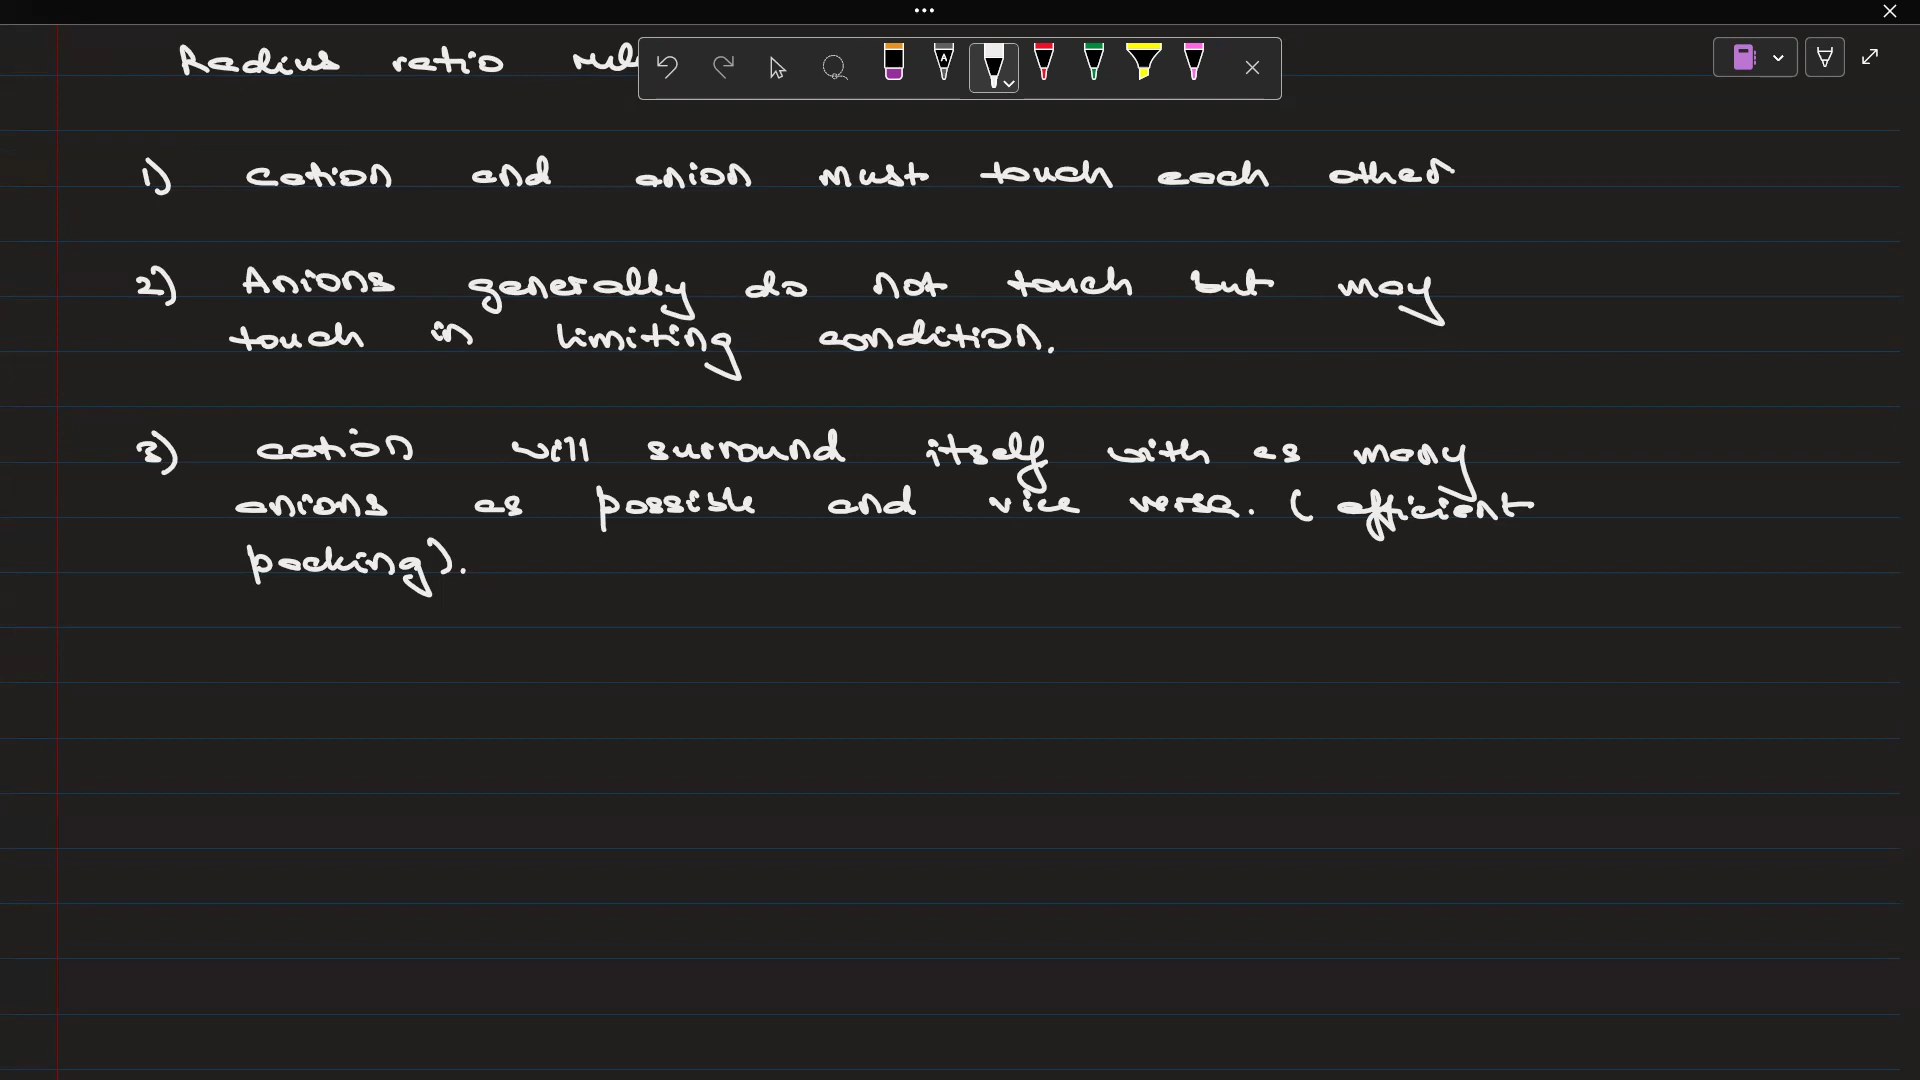 Radius ratio rul
1) cation and anion must touch each other
2) Anions generally do not touch but may
touch in limiting condition.
3) cation will surround itself with as many
anions as possible and vice versa. ( efficient
packing).